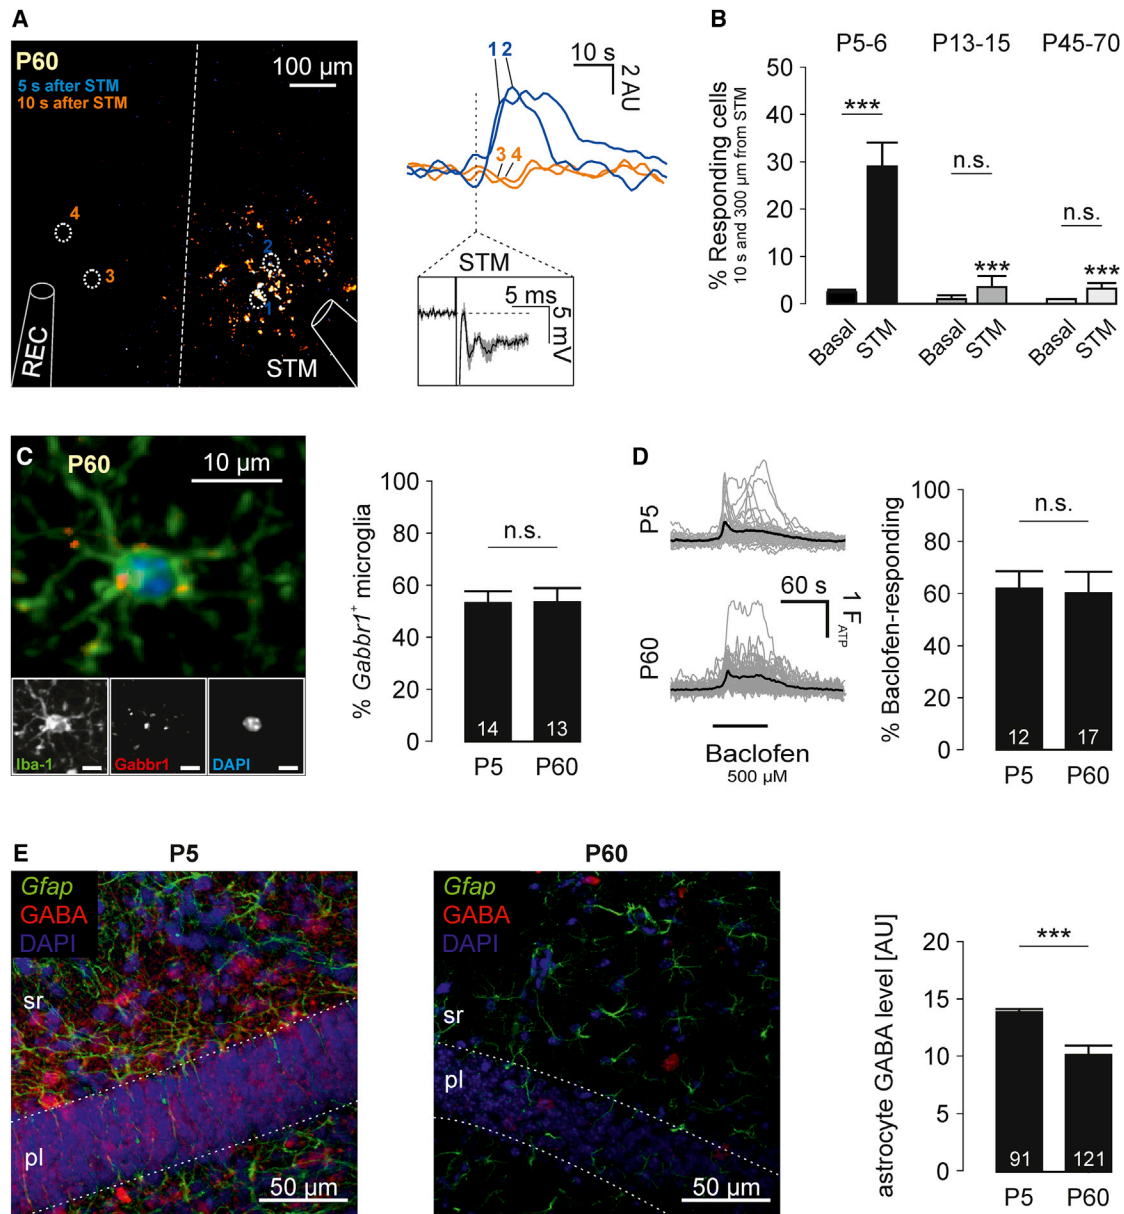 A
P60
5 s after STM
10 s after STM
100 µm
4
3
2
1
REC
STM
1 2
10 s
2 AU
3 4
STM
5 ms
5 mV
B
P5-6
P13-15
P45-70
% Responding cells
10 s and 300 µm from STM
50
40
30
20
10
0
***
n.s.
n.s.
***
***
Basal
STM
Basal
STM
Basal
STM
C
P60
10 µm
Iba-1
Gabbr1
DAPI
% Gabbr1+ microglia
100
80
60
40
20
0
n.s.
14
13
P5
P60
D
P5
P60
60 s
1 F ATP
Baclofen
500 µM
% Baclofen-responding
100
80
60
40
20
0
n.s.
12
17
P5
P60
E
P5
Gfap
GABA
DAPI
sr
pl
50 µm
P60
Gfap
GABA
DAPI
sr
pl
50 µm
astrocyte GABA level [AU]
20
15
10
5
0
***
91
121
P5
P60